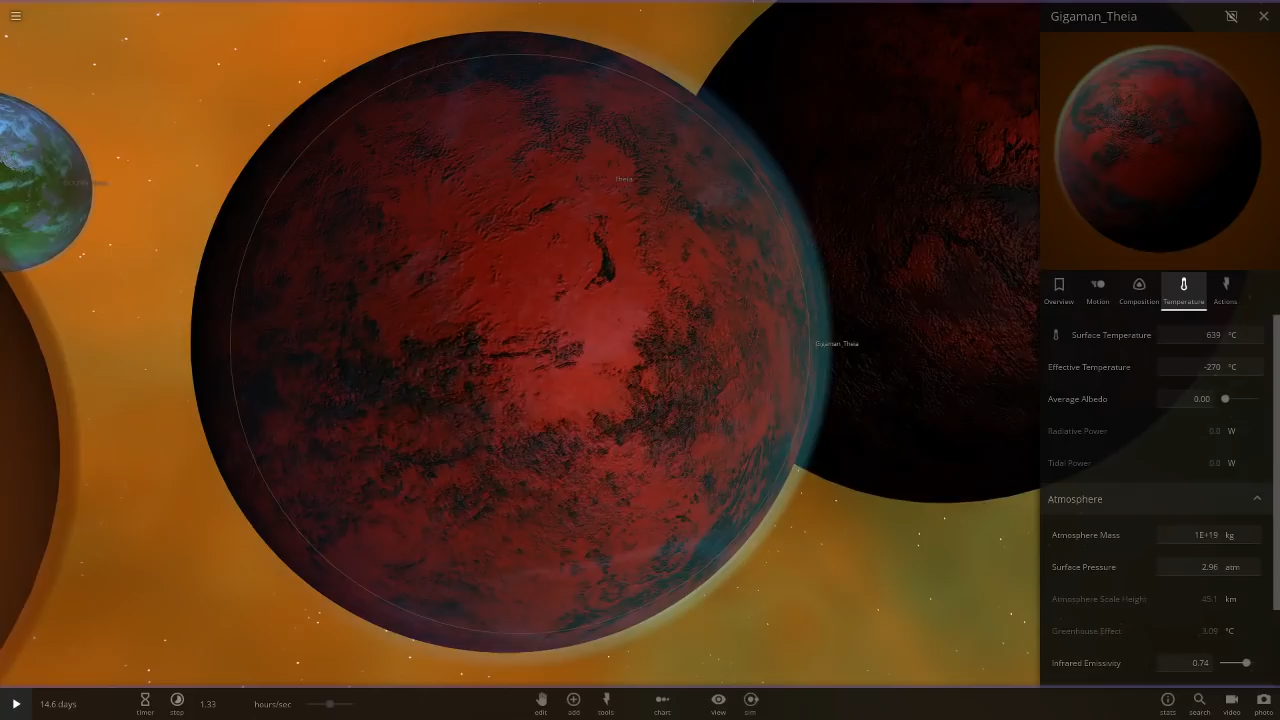 Gigaman_Theia
Theia
Gigaman_Theia
Overview
Motion
Composition
Temperature
Actions
Surface Temperature 639 °C
Effective Temperature -270 °C
Average Albedo 0.00
Radiative Power 0.0 W
Tidal Power 0.0 W
Atmosphere
Atmosphere Mass 1E+19 kg
Surface Pressure 2.96 atm
Atmosphere Scale Height 45.1 km
Greenhouse Effect 3.09 °C
Infrared Emissivity 0.74
14.6 days
timer
step
1.33 hours/sec
edit
add
tools
chart
view
sim
stats
search
video
photo